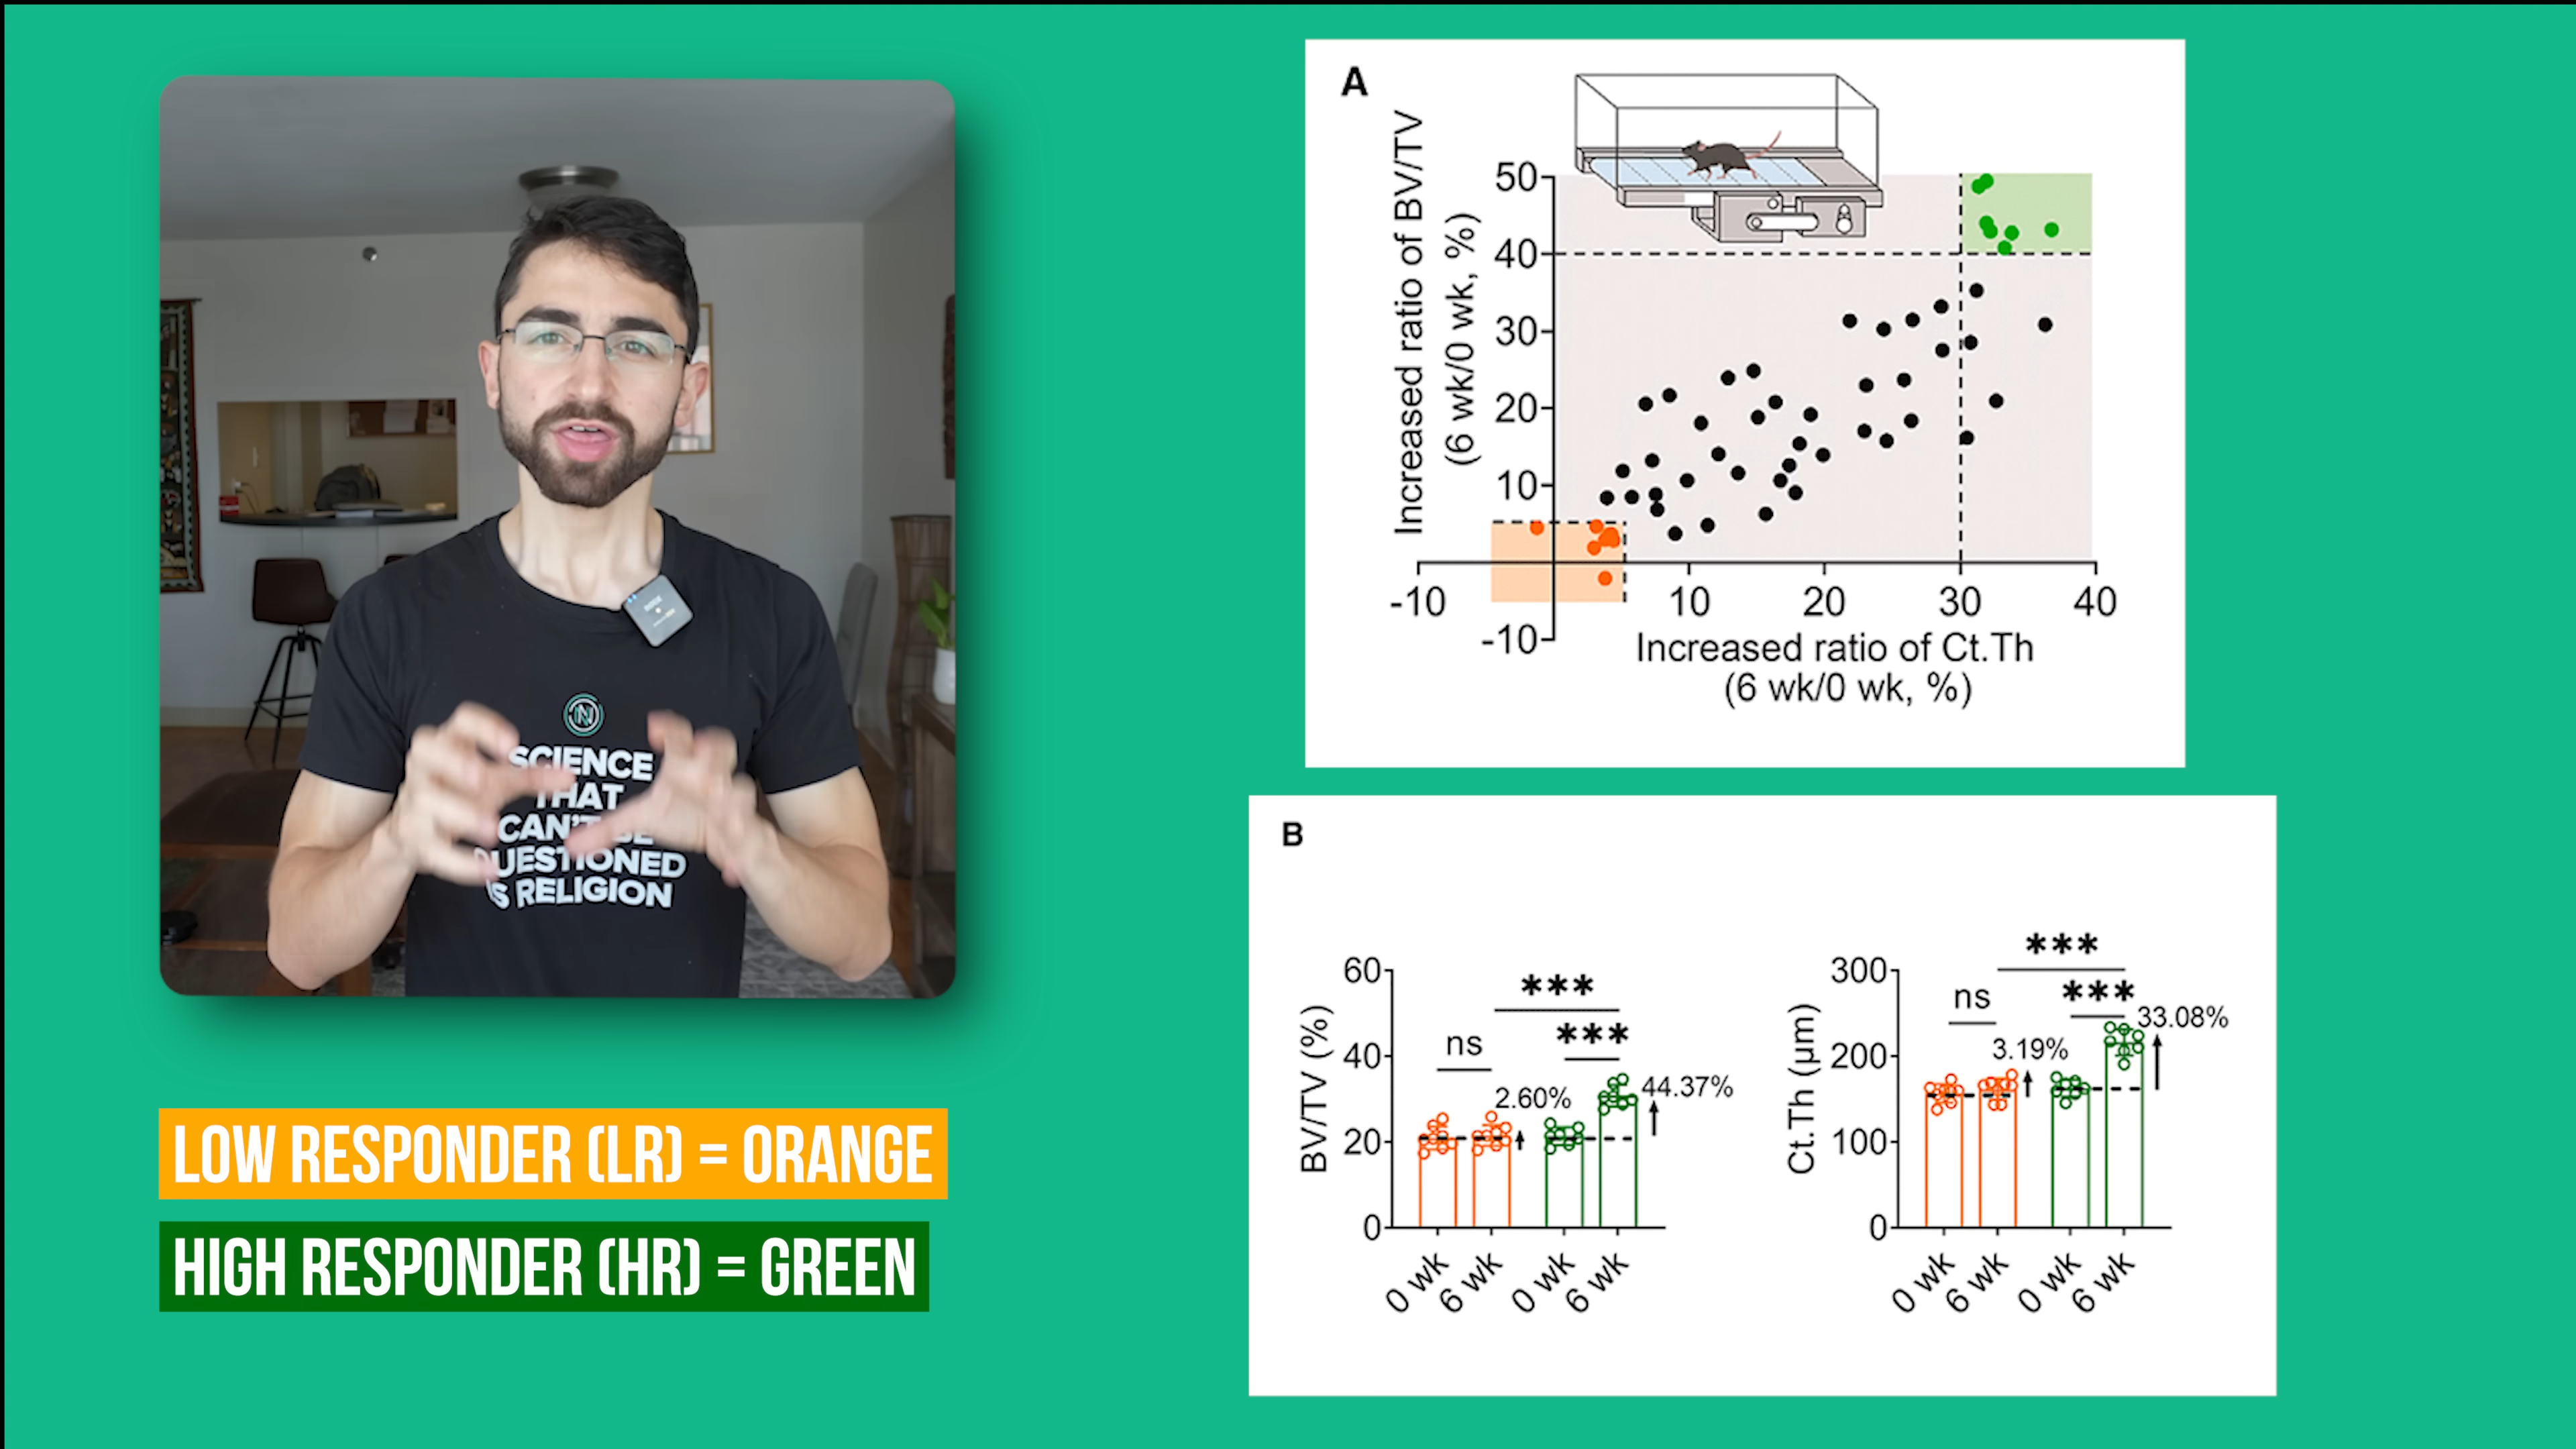 SCIENCE
THAT
CAN'T BE
QUESTIONED
IS RELIGION
LOW RESPONDER (LR) = ORANGE
HIGH RESPONDER (HR) = GREEN
A
Increased ratio of BV/TV
(6 wk/0 wk, %)
50
40
30
20
10
-10
-10 10 20 30 40
Increased ratio of Ct.Th
(6 wk/0 wk, %)
B
BV/TV (%)
60
40
20
0
ns
***
***
2.60%
44.37%
0 wk 6 wk 0 wk 6 wk
Ct.Th (μm)
300
200
100
0
ns
***
***
3.19%
33.08%
0 wk 6 wk 0 wk 6 wk